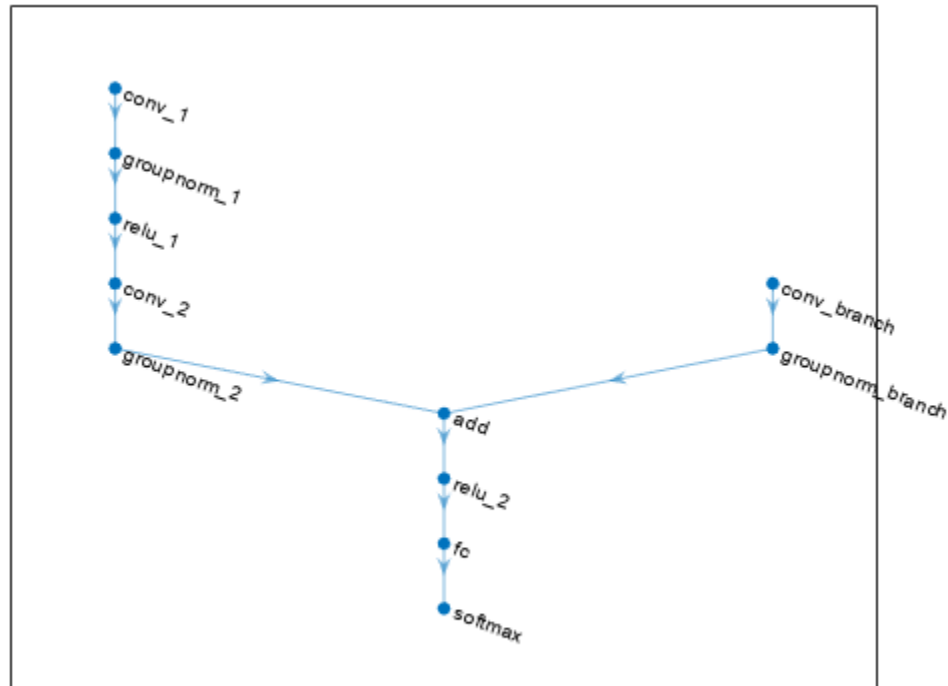 conv_1
groupnorm_1
relu_1
conv_2
groupnorm_2
conv_branch
groupnorm_branch
add
relu_2
fc
softmax